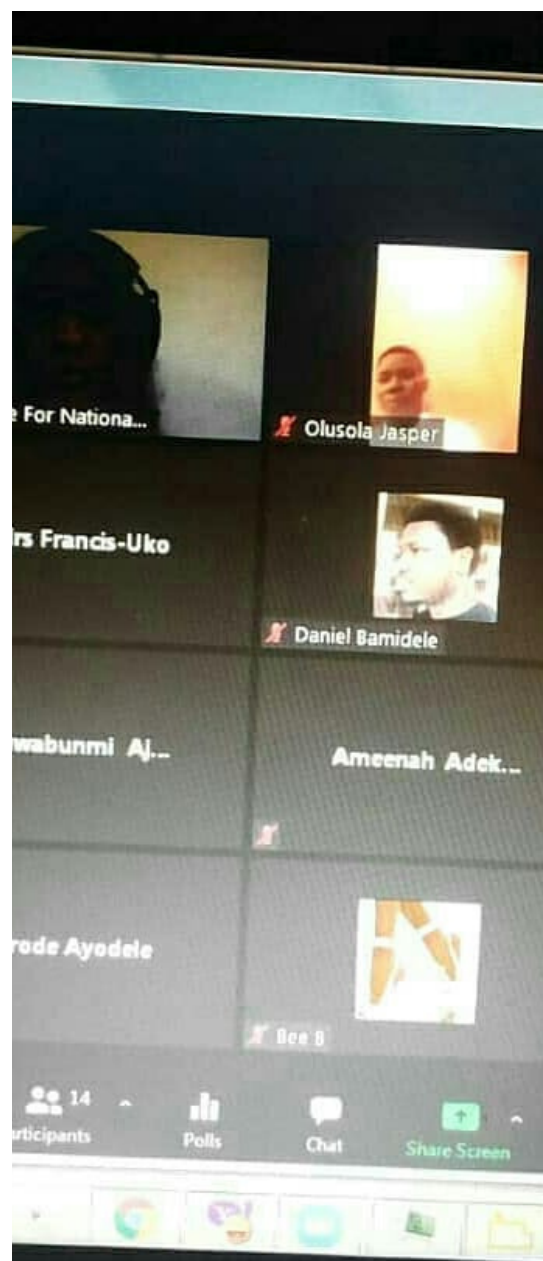 e For Nationa...
Olusola Jasper
rs Francis-Uko
Daniel Bamidele
wabunmi Aj...
Ameenah Adek...
rode Ayodele
Bee B
14
articipants
Polls
Chat
Share Screen